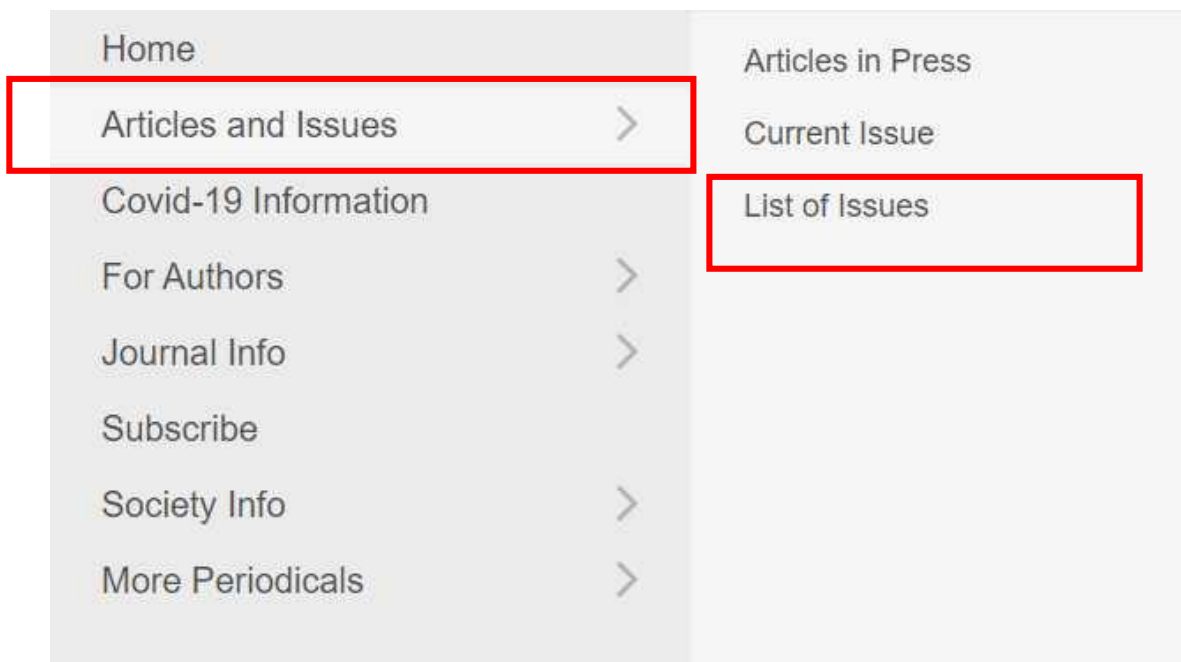 Home
Articles and Issues
Covid-19 Information
For Authors
Journal Info
Subscribe
Society Info
More Periodicals
Articles in Press
Current Issue
List of Issues